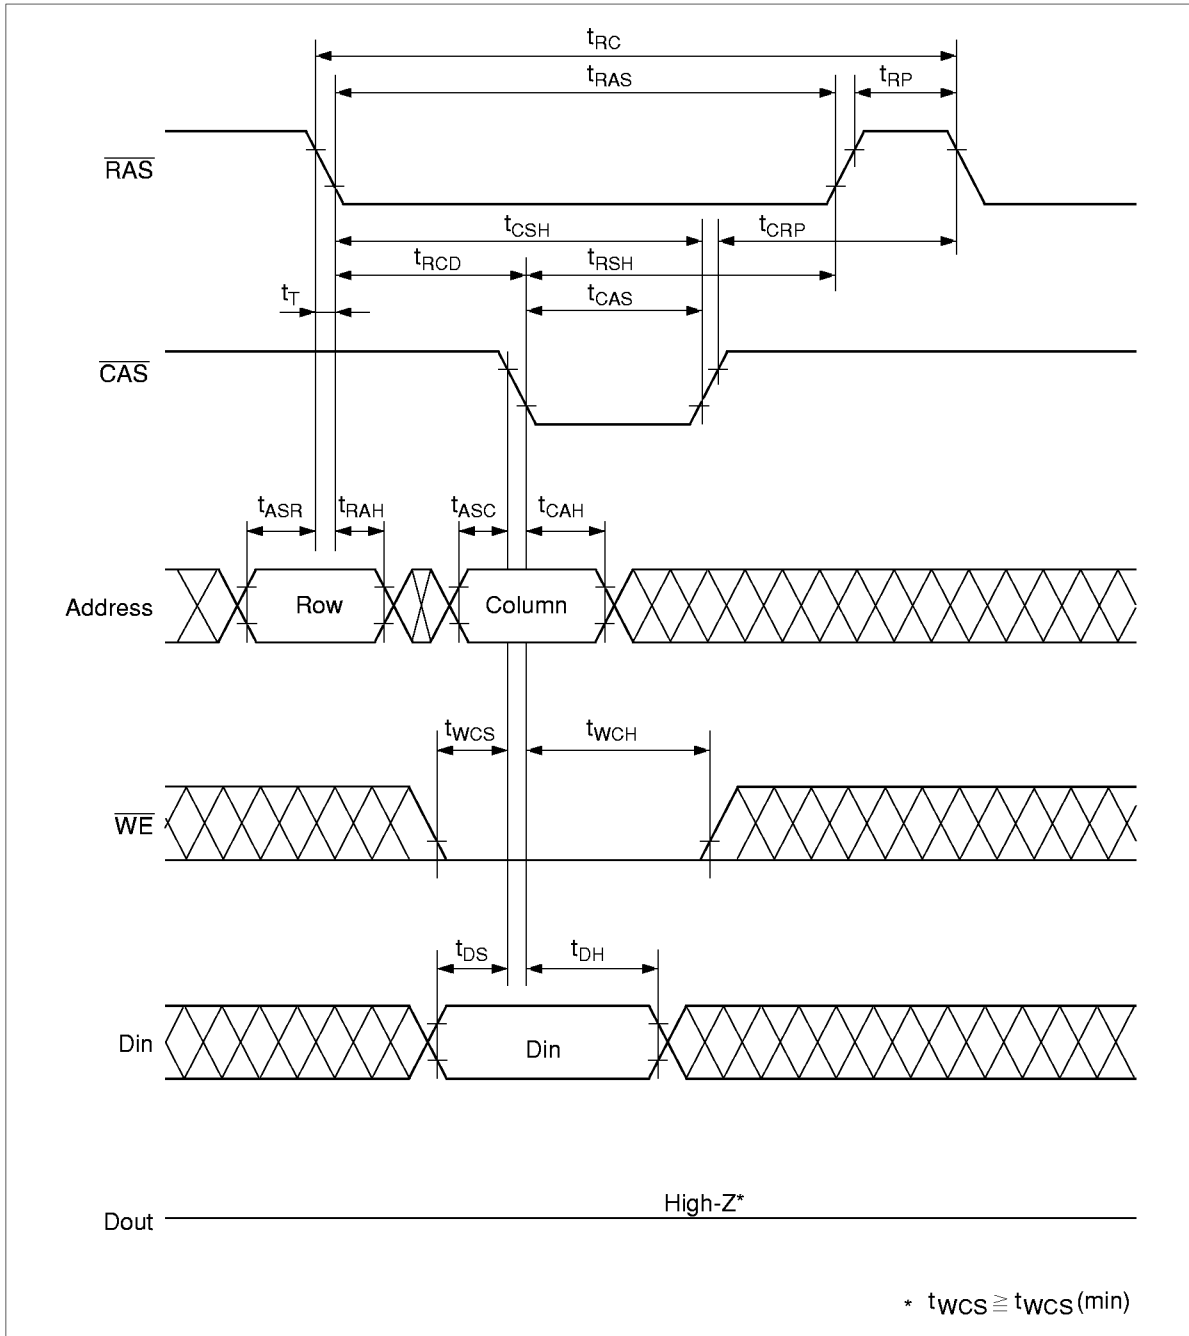 tRC
tRAS
tRP
RAS
tCSH
tCRP
tRCD
tRSH
tT
tCAS
CAS
tASR
tRAH
tASC
tCAH
Address
Row
Column
tWCS
tWCH
WE
tDS
tDH
Din
Din
High-Z*
Dout
* tWCS ≧ tWCS (min)